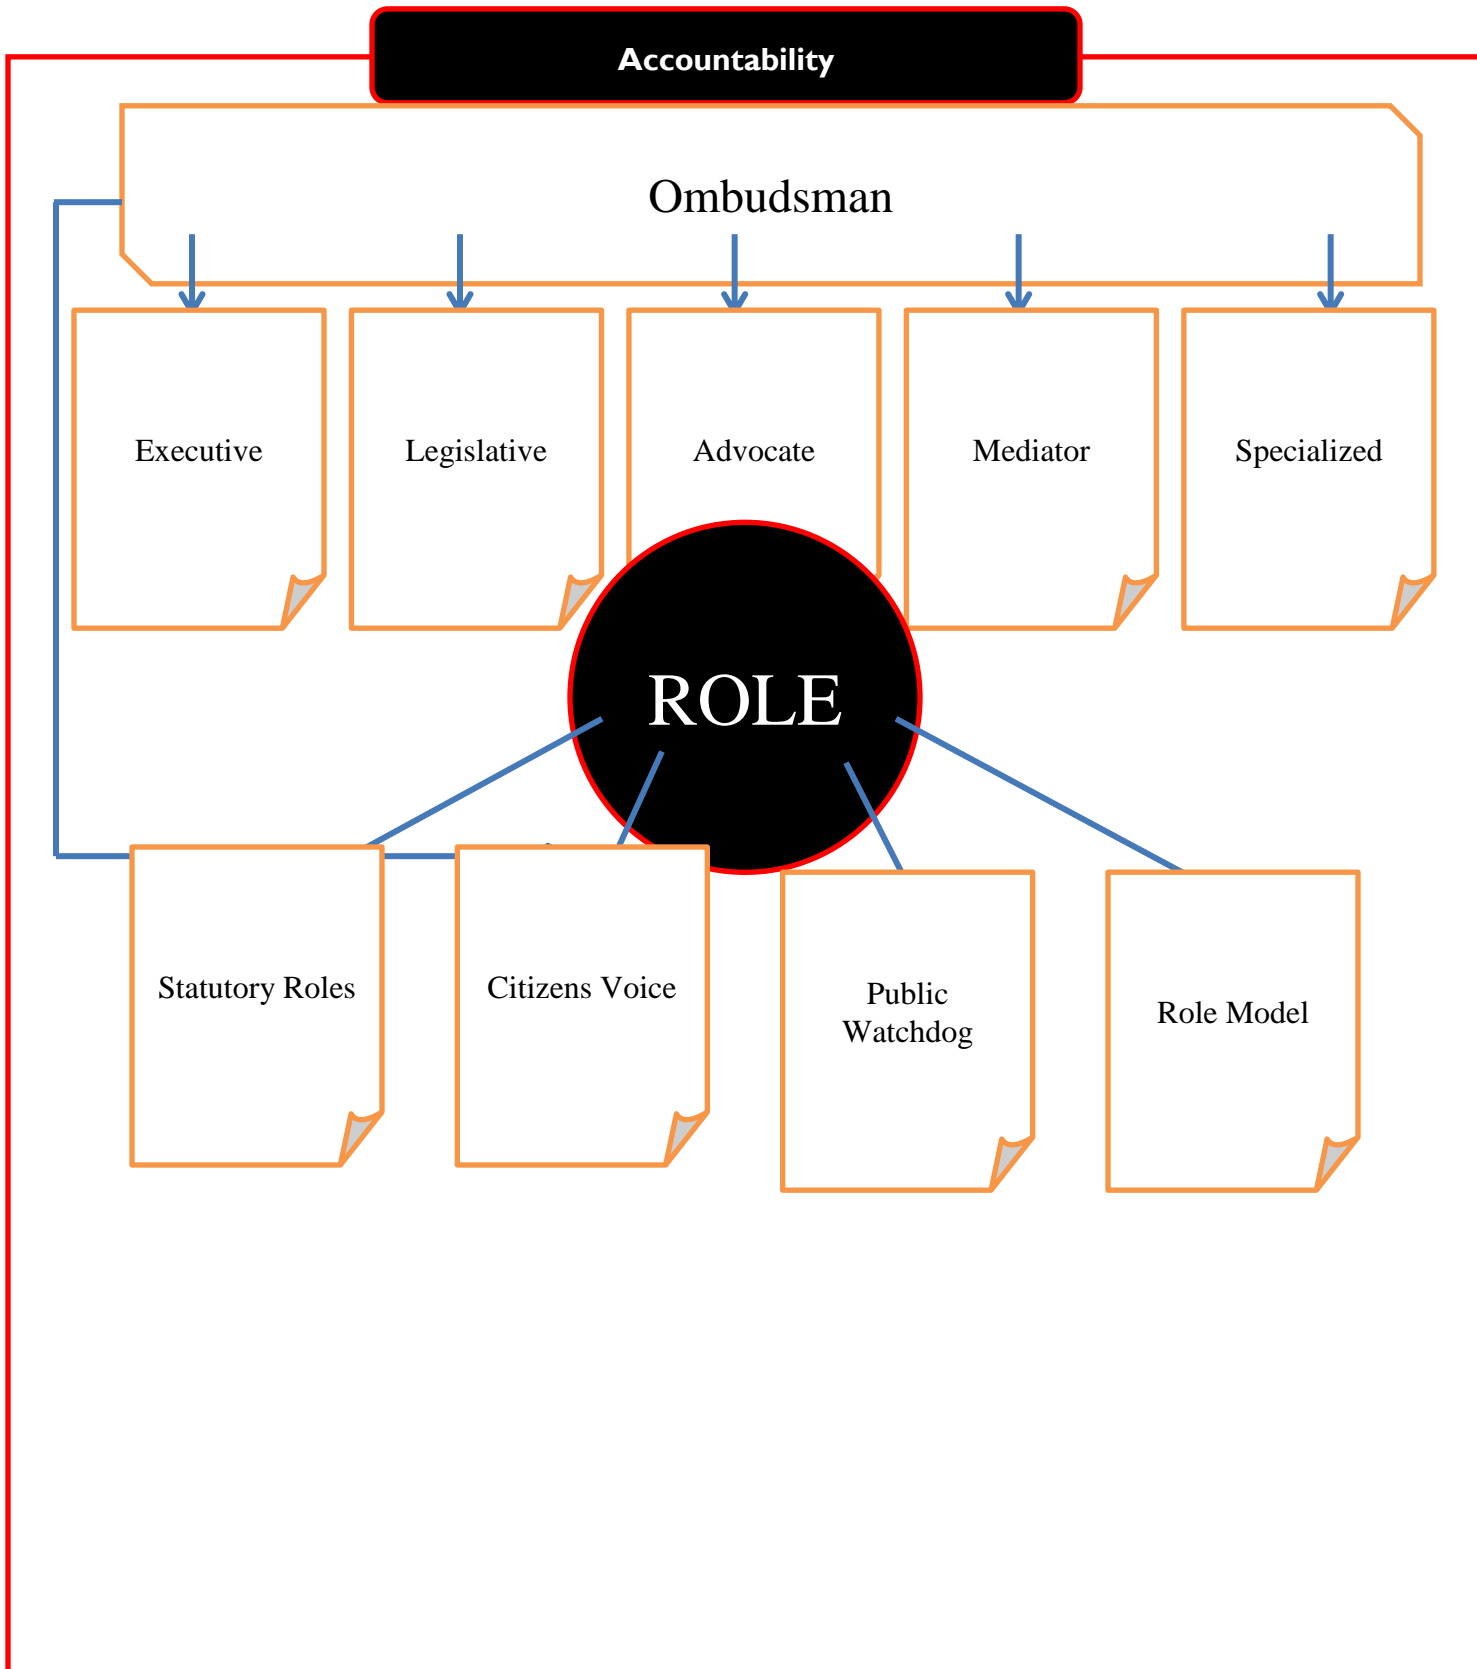 Accountability
Ombudsman
Executive
Legislative
Advocate
Mediator
Specialized
ROLE
Statutory Roles
Citizens Voice
Public
Watchdog
Role Model